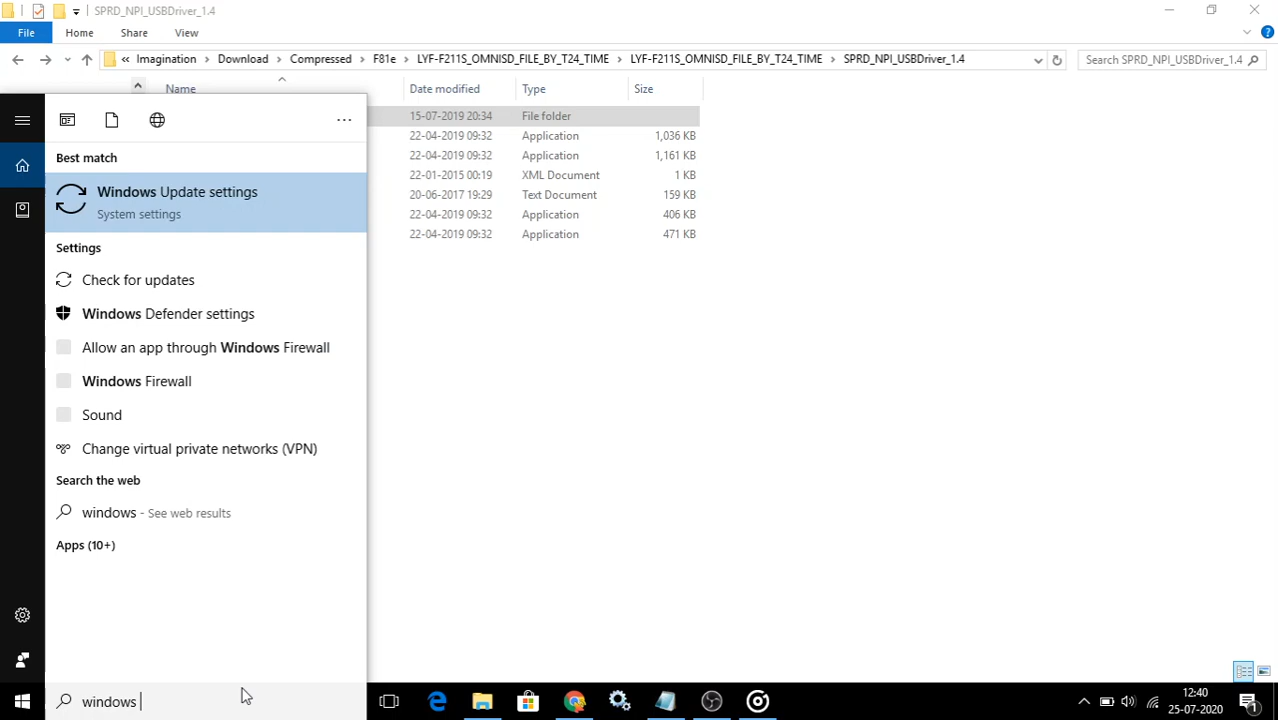 SPRD_NPI_USBDriver_1.4
File Home Share View
Imagination Download Compressed F81e LYF-F211S_OMNISD_FILE_BY_T24_TIME LYF-F211S_OMNISD_FILE_BY_T24_TIME SPRD_NPI_USBDriver_1.4 Search SPRD_NPI_USBDriver_1.4
Name Date modified Type Size
15-07-2019 20:34 File folder
22-04-2019 09:32 Application 1,036 KB
22-04-2019 09:32 Application 1,161 KB
22-01-2015 00:19 XML Document 1 KB
20-06-2017 19:29 Text Document 159 KB
22-04-2019 09:32 Application 406 KB
22-04-2019 09:32 Application 471 KB
Best match
Windows Update settings
System settings
Settings
Check for updates
Windows Defender settings
Allow an app through Windows Firewall
Windows Firewall
Sound
Change virtual private networks (VPN)
Search the web
windows - See web results
Apps (10+)
windows
12:40
25-07-2020
1